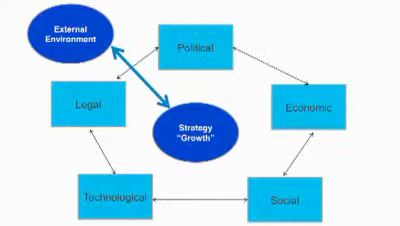 External
Environment
Political
Legal
Economic
Strategy
"Growth"
Technological
Social